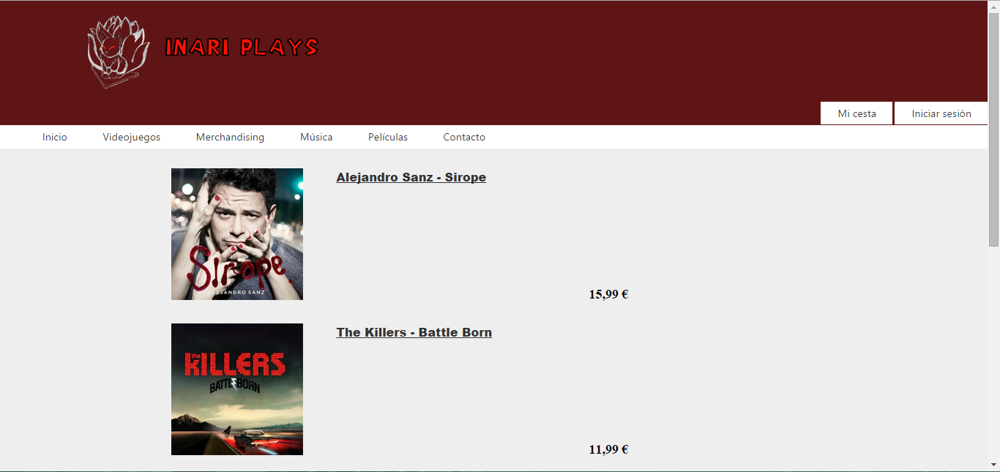 INARI PLAYS
Mi cesta
Iniciar sesión
Inicio
Videojuegos
Merchandising
Música
Películas
Contacto
Alejandro Sanz - Sirope
Sirope.
ALEJANDRO SANZ
15,99 €
The Killers - Battle Born
the
KILLERS
BATTLE BORN
11,99 €